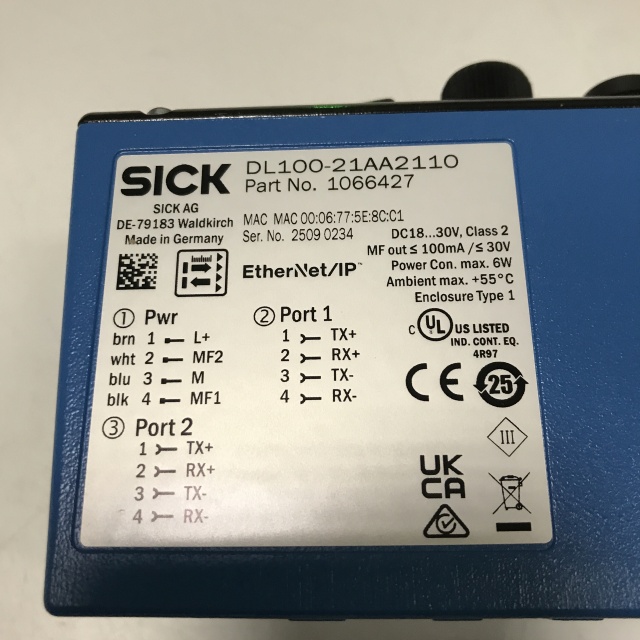 SICK
DL100-21AA2110
Part No. 1066427
SICK AG
DE-79183 Waldkirch
Made in Germany
MAC MAC 00:06:77:5E:8C:C1
Ser. No. 2509 0234
DC18...30V, Class 2
MF out ≤ 100mA / ≤ 30V
Power Con. max. 6W
Ambient max. +55°C
Enclosure Type 1
EtherNet/IP™
① Pwr
brn 1 L+
wht 2 MF2
blu 3 M
blk 4 MF1
② Port 1
1 TX+
2 RX+
3 TX-
4 RX-
③ Port 2
1 TX+
2 RX+
3 TX-
4 RX-
C UL US LISTED
IND. CONT. EQ.
4R97
CE
25
III
UK
CA